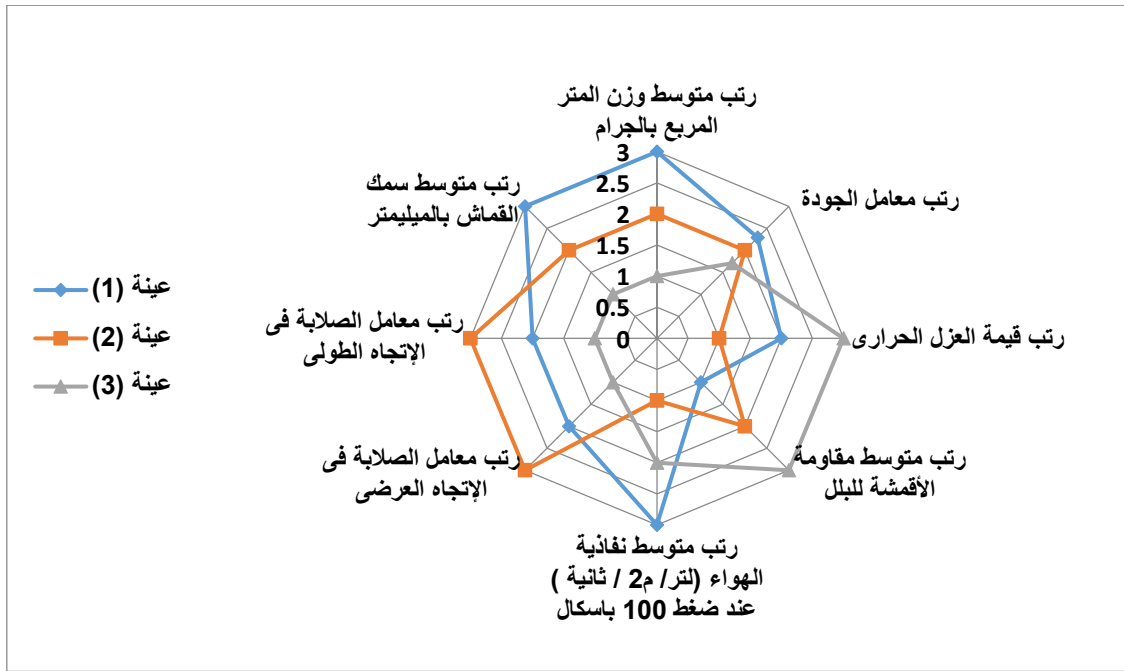 رتب متوسط وزن المتر
المربع بالجرام
رتب معامل الجودة
رتب قيمة العزل الحرارى
رتب متوسط مقاومة
الأقمشة للبلل
رتب متوسط نفاذية
الهواء (لتر/ م2 / ثانية )
عند ضغط 100 باسكال
رتب معامل الصلابة فى
الإتجاه العرضى
رتب معامل الصلابة فى
الإتجاه الطولى
رتب متوسط سمك
القماش بالميليمتر
3
2.5
2
1.5
1
0.5
0
عينة (1)
عينة (2)
عينة (3)